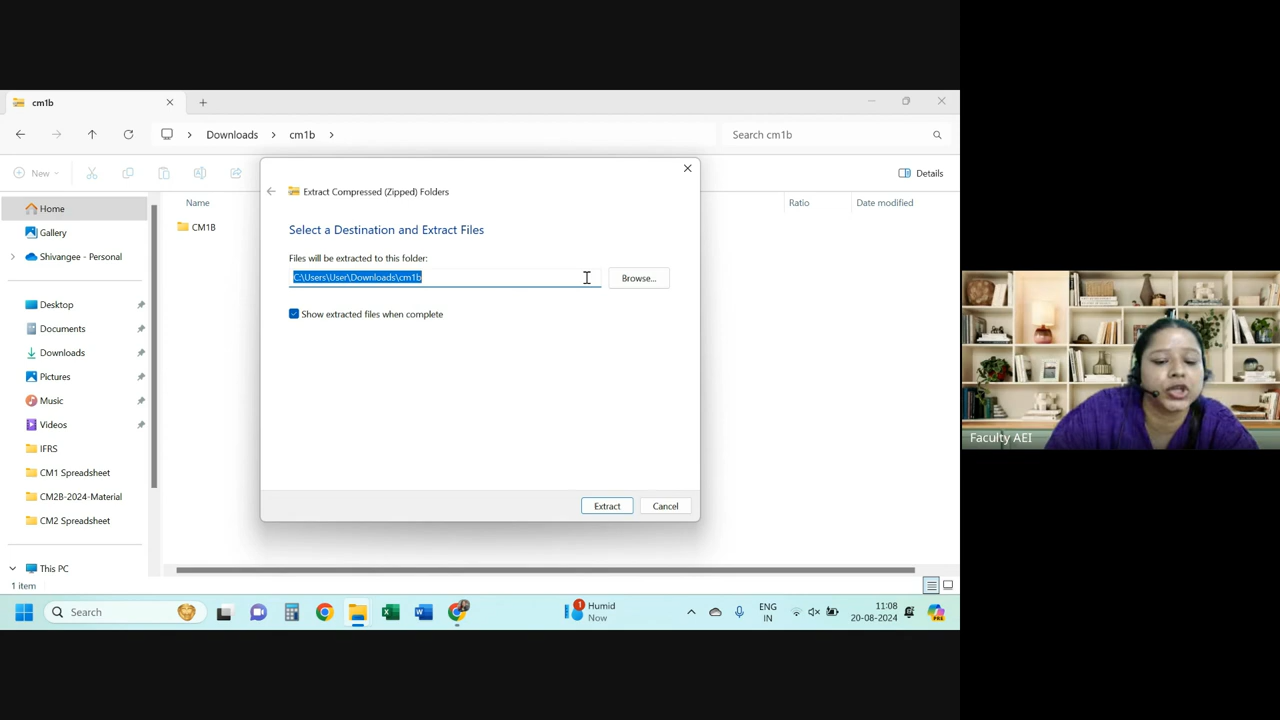 cm1b
Downloads
cm1b
Search cm1b
New
Details
Extract Compressed (Zipped) Folders
Name
Ratio
Date modified
Home
CM1B
Select a Destination and Extract Files
Gallery
Shivangee - Personal
Files will be extracted to this folder:
C:\Users\User\Downloads\cm1b
Browse...
Desktop
Show extracted files when complete
Documents
Downloads
Pictures
Music
Videos
IFRS
CM1 Spreadsheet
CM2B-2024-Material
CM2 Spreadsheet
Extract
Cancel
This PC
1 item
Search
1
Humid
Now
ENG
IN
11:08
20-08-2024
PRE
Faculty AEI